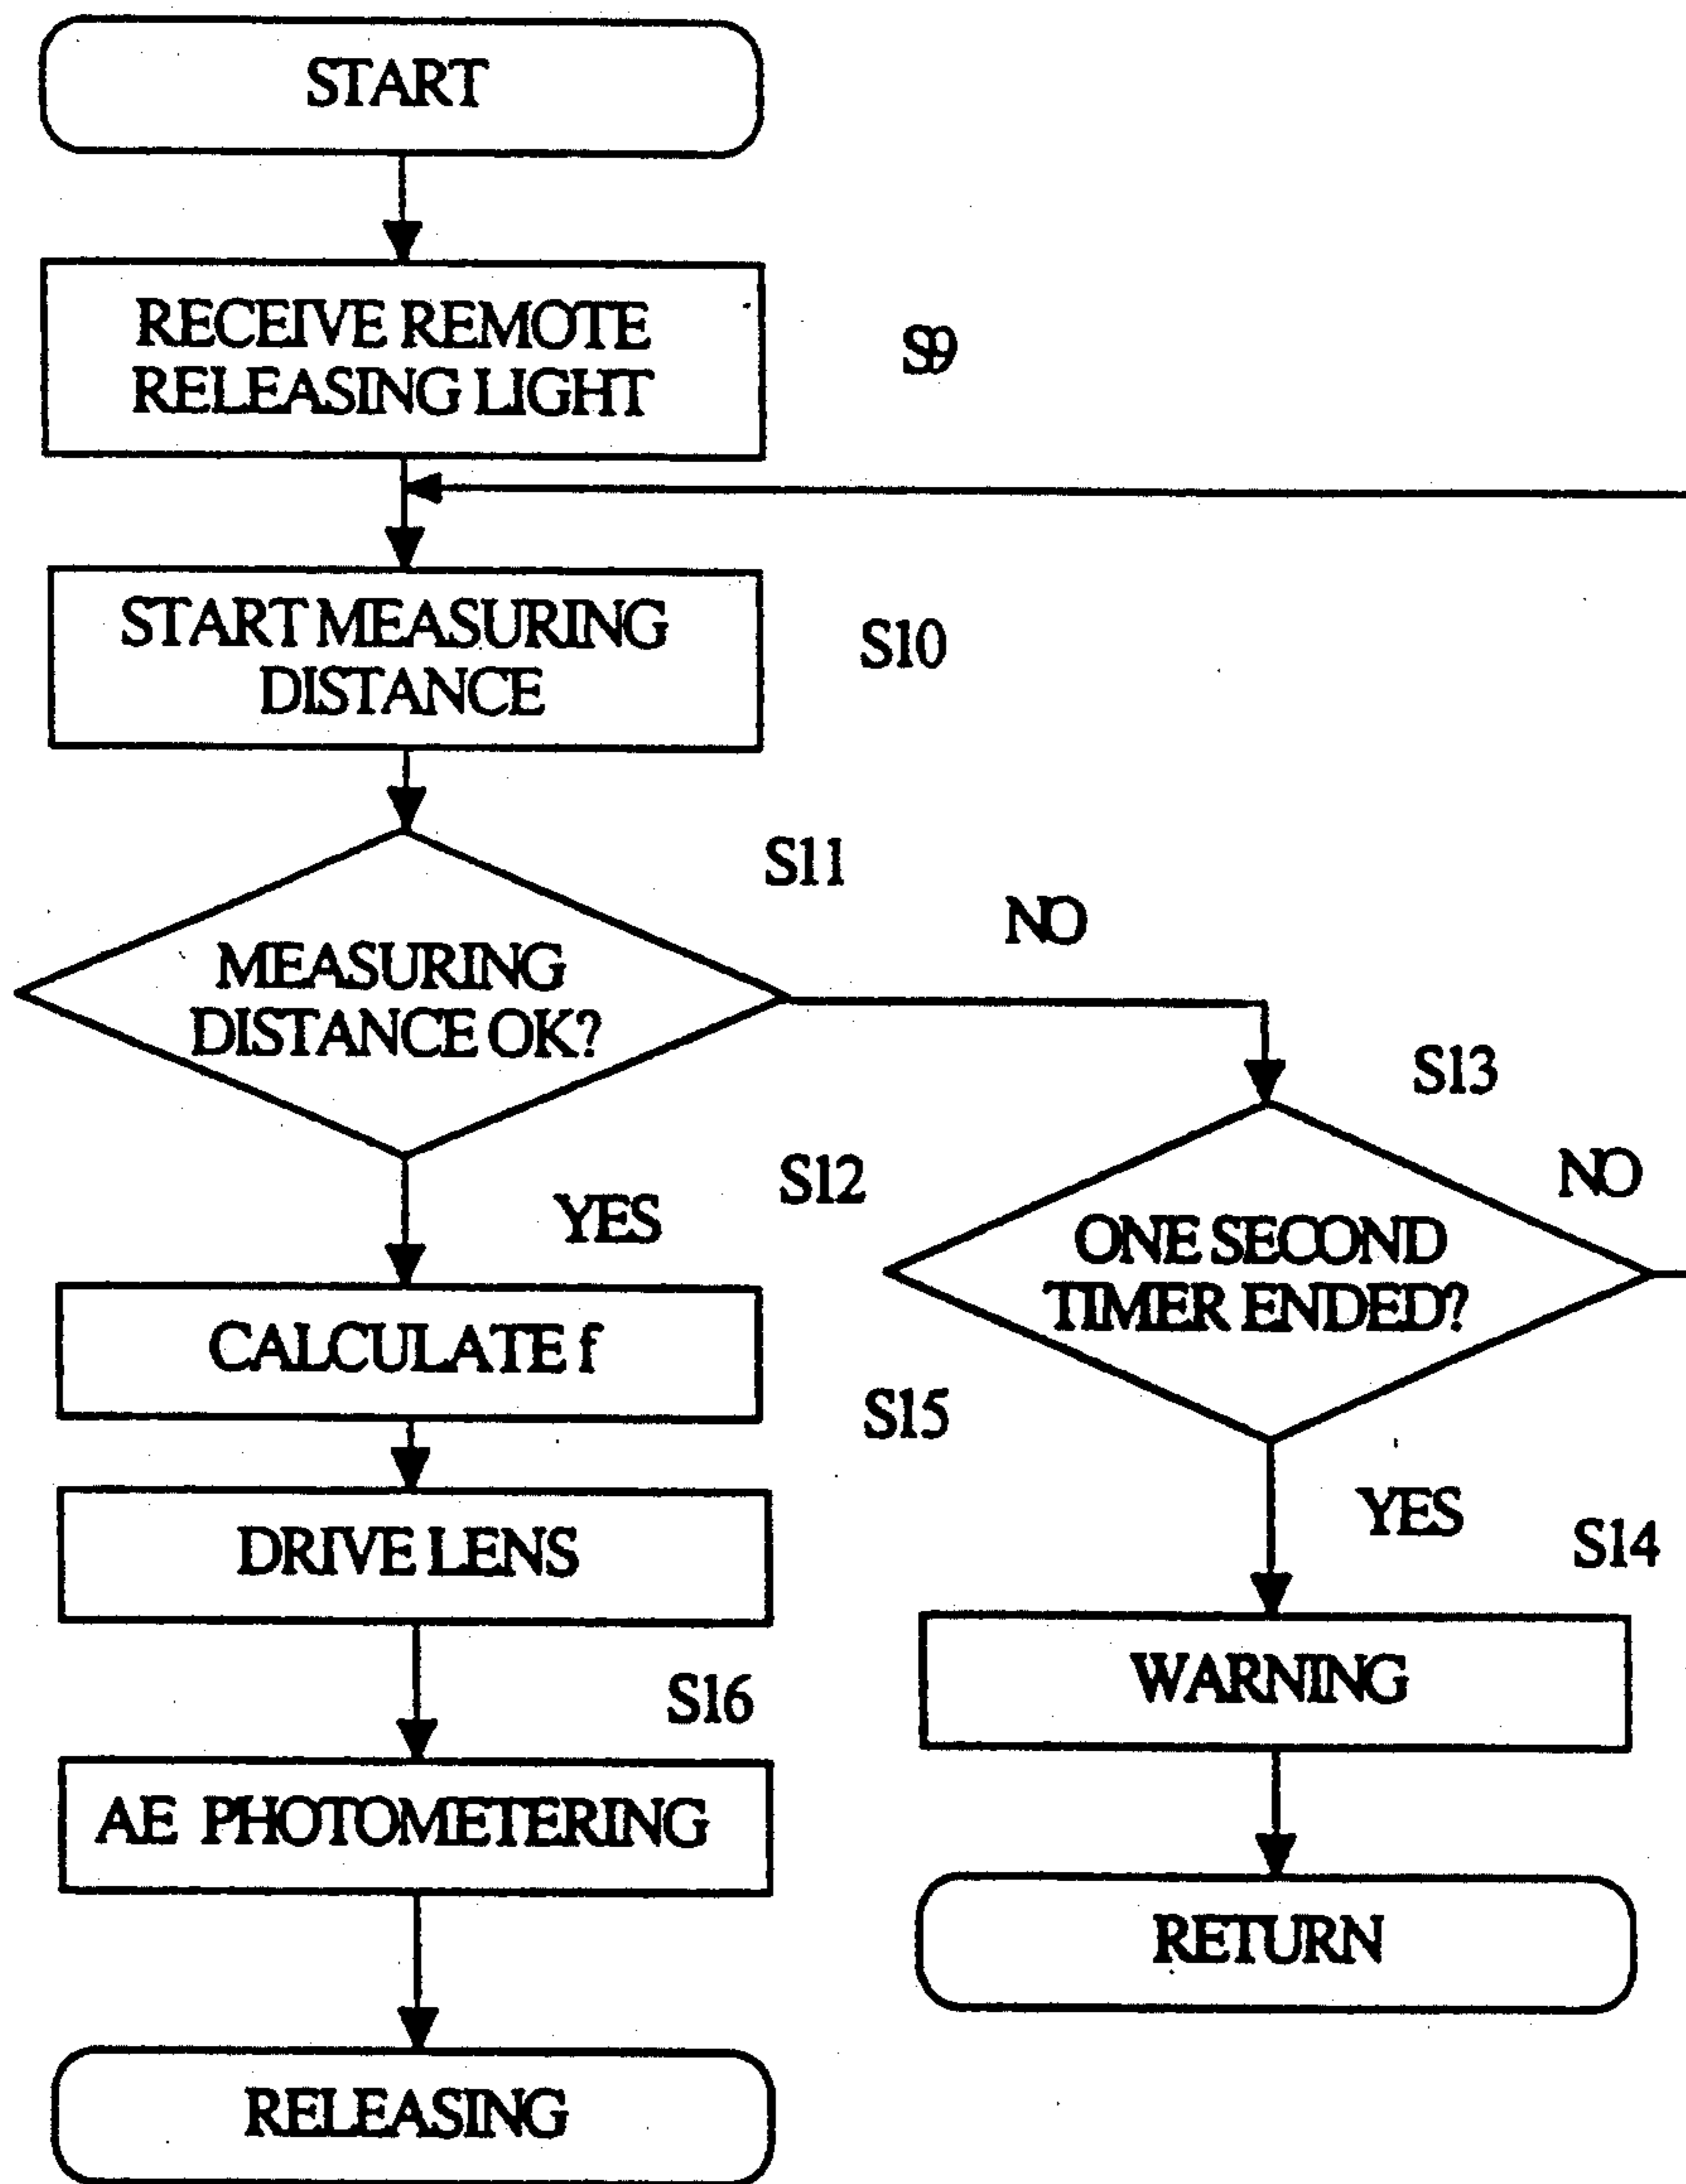 START
RECEIVE REMOTE
RELEASING LIGHT
S9
START MEASURING
DISTANCE
S10
S11
MEASURING
DISTANCE OK?
NO
S13
S12
YES
NO
ONE SECOND
TIMER ENDED?
CALCULATE f
S15
DRIVE LENS
YES
S14
WARNING
S16
AE PHOTOMETERING
RETURN
RELEASING